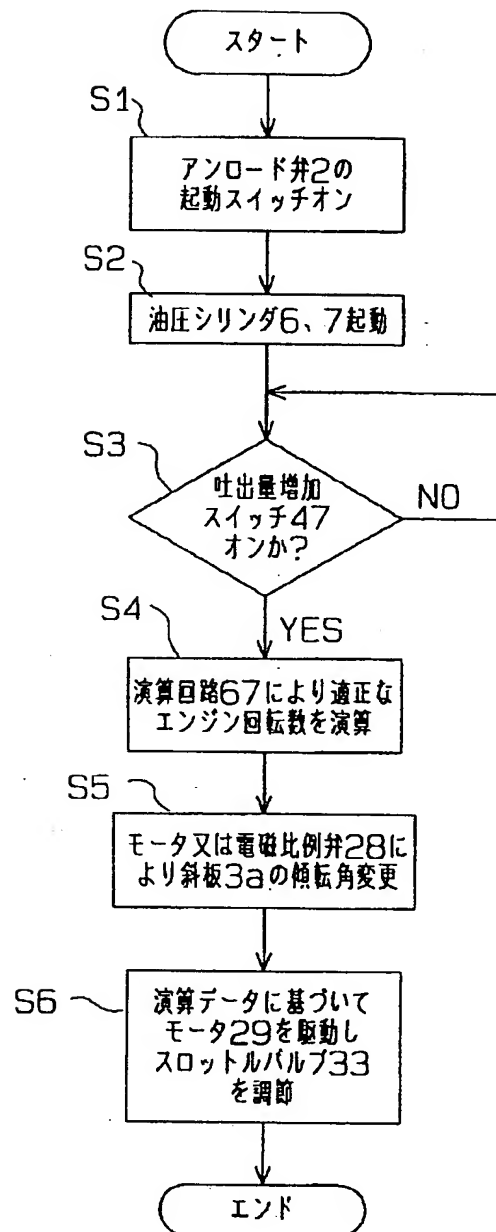 スタート
S1
アンロード弁2の
起動スイッチオン
S2
油圧シリンダ6、7起動
S3
吐出量増加
スイッチ47
オンか?
NO
YES
S4
演算回路67により適正な
エンジン回転数を演算
S5
モータ又は電磁比例弁28に
より斜板3aの傾転角変更
S6
演算データに基づいて
モータ29を駆動し
スロットルバルブ33
を調節
エンド